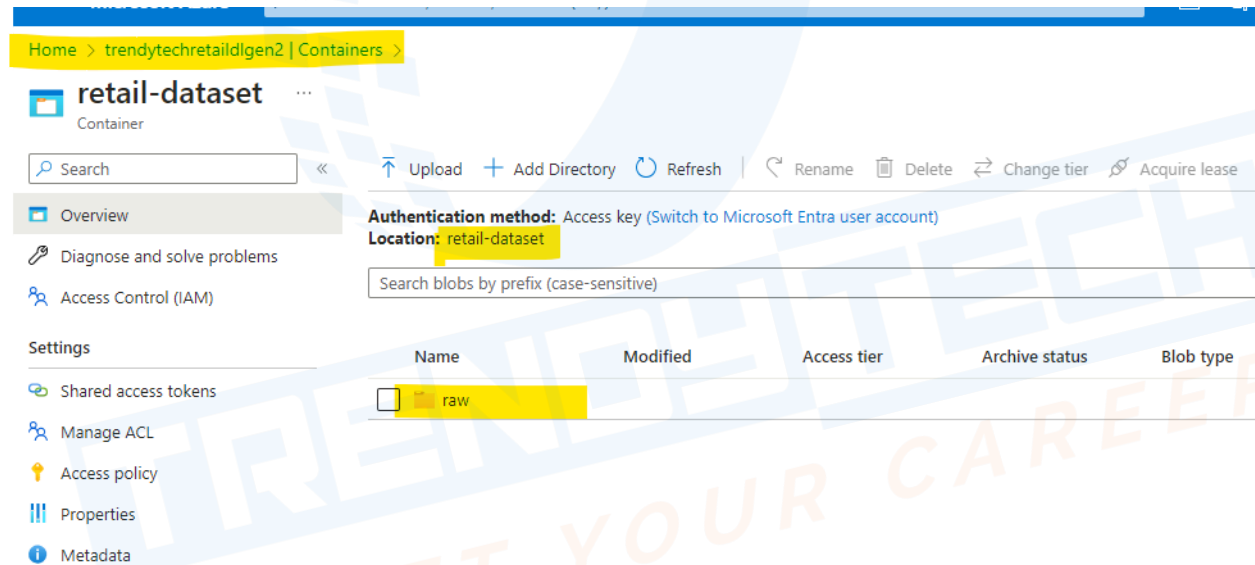 Home > trendytechretaildlgen2 | Containers >
retail-dataset ...
Container
Search «
Upload + Add Directory Refresh | Rename Delete Change tier Acquire lease
Overview
Authentication method: Access key (Switch to Microsoft Entra user account)
Location: retail-dataset
Diagnose and solve problems
Search blobs by prefix (case-sensitive)
Access Control (IAM)
Settings
Name Modified Access tier Archive status Blob type
Shared access tokens
raw
Manage ACL
Access policy
Properties
Metadata
TRENDYTECH
YOUR CAREER